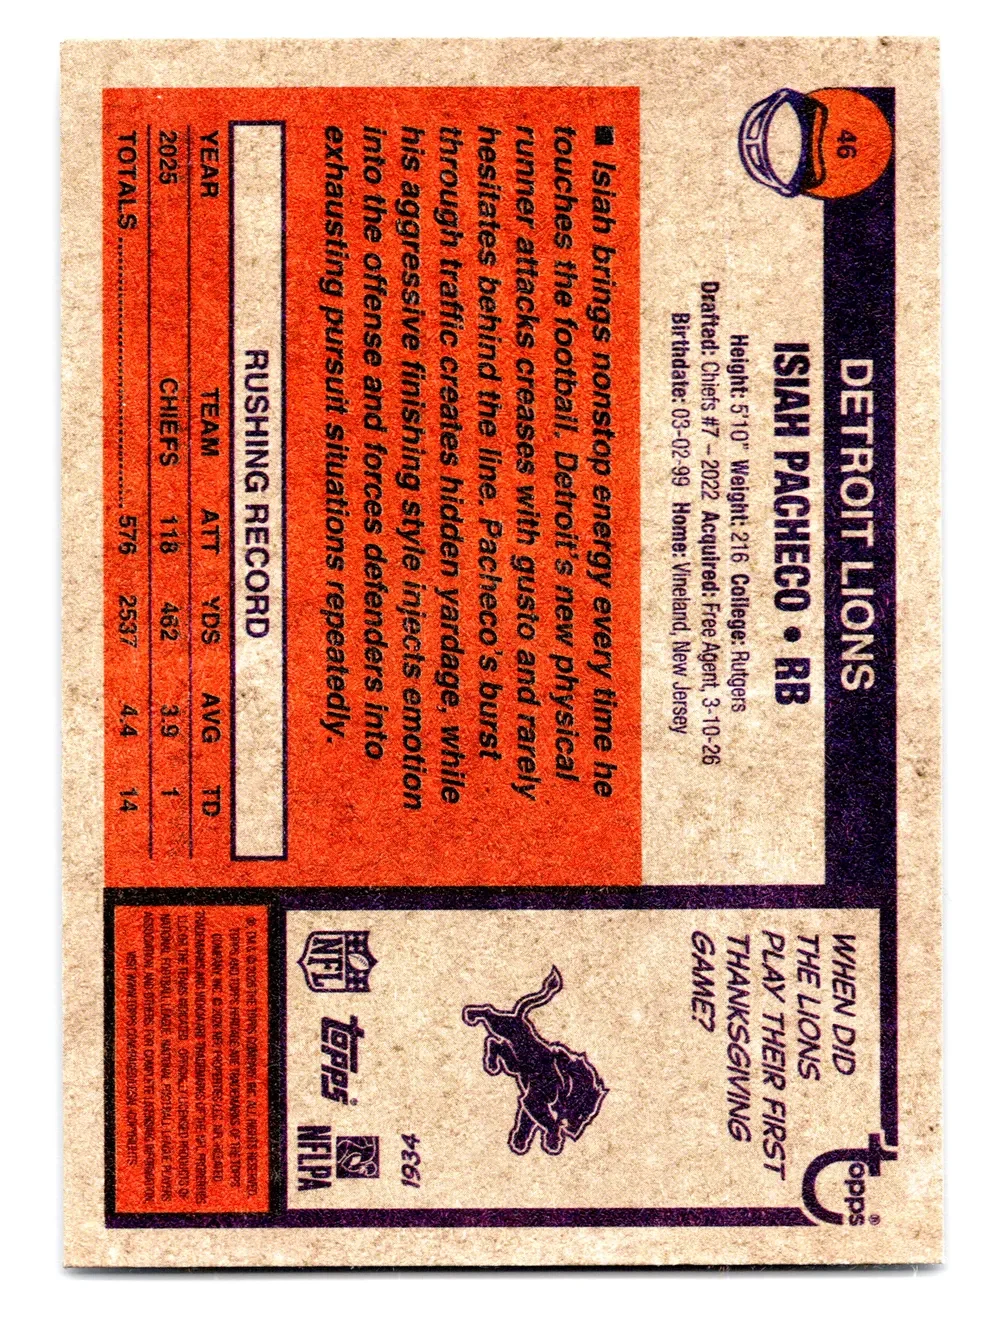 46
DETROIT LIONS
ISIAH PACHECO • RB
Height: 5'10" Weight: 216 College: Rutgers
Drafted: Chiefs #7 – 2022 Acquired: Free Agent, 3-10-26
Birthdate: 03-02-99 Home: Vineland, New Jersey
■ Isiah brings nonstop energy every time he
touches the football. Detroit's new physical
runner attacks creases with gusto and rarely
hesitates behind the line. Pacheco's burst
through traffic creates hidden yardage, while
his aggressive finishing style injects emotion
into the offense and forces defenders into
exhausting pursuit situations repeatedly.
RUSHING RECORD
YEAR TEAM ATT YDS AVG TD
2025 CHIEFS 118 462 3.9 1
TOTALS 576 2537 4.4 14
topps®
WHEN DID
THE LIONS
PLAY THEIR FIRST
THANKSGIVING
GAME?
1934
NFL
topps
NFLPA